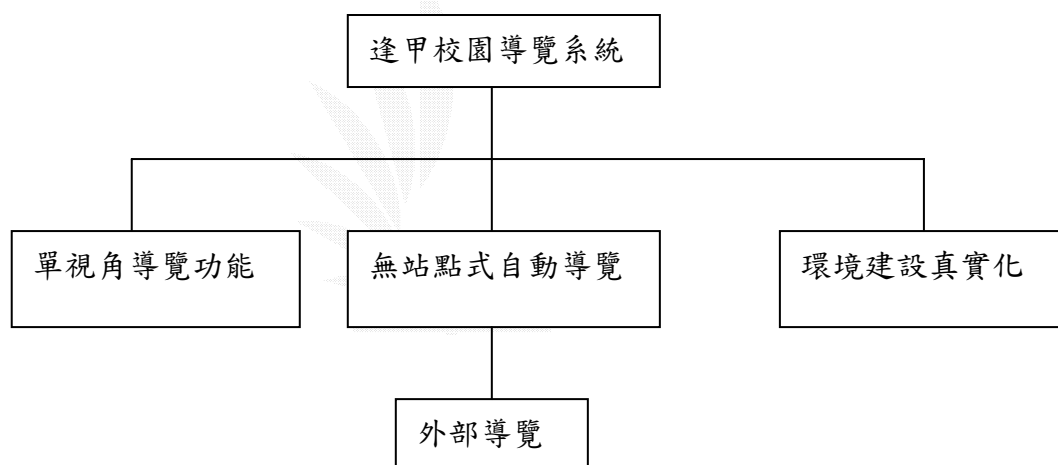 逢甲校園導覽系統
單視角導覽功能
無站點式自動導覽
環境建設真實化
外部導覽